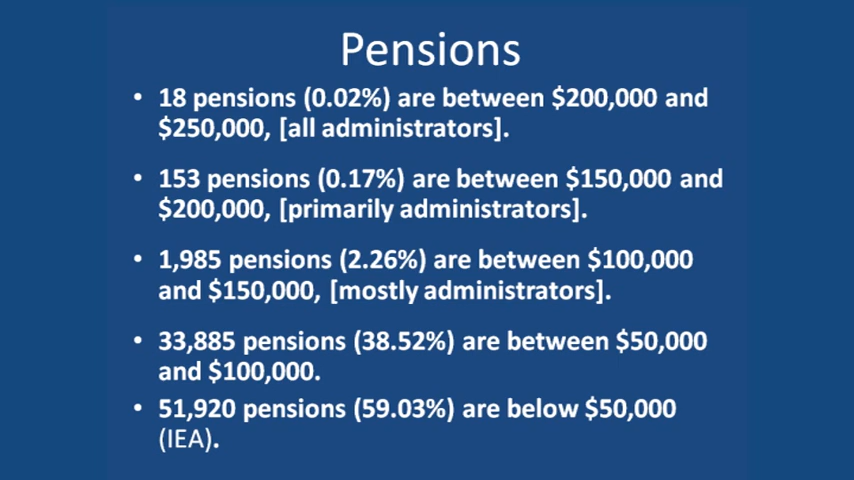 Pensions
• 18 pensions (0.02%) are between $200,000 and
$250,000, [all administrators].
• 153 pensions (0.17%) are between $150,000 and
$200,000, [primarily administrators].
• 1,985 pensions (2.26%) are between $100,000
and $150,000, [mostly administrators].
• 33,885 pensions (38.52%) are between $50,000
and $100,000.
• 51,920 pensions (59.03%) are below $50,000
(IEA).